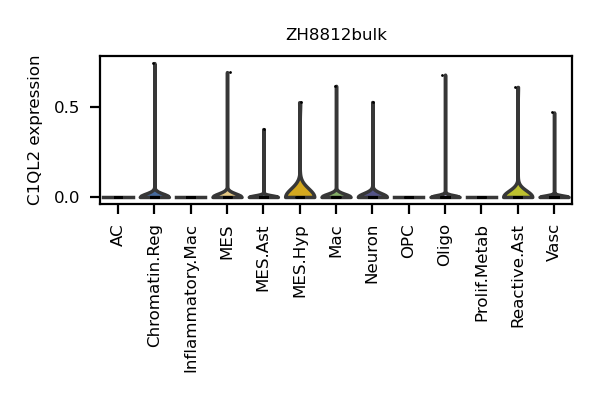 ZH8812bulk
C1QL2 expression
0.5
0.0
AC
Chromatin.Reg
Inflammatory.Mac
MES
MES.Ast
MES.Hyp
Mac
Neuron
OPC
Oligo
Prolif.Metab
Reactive.Ast
Vasc